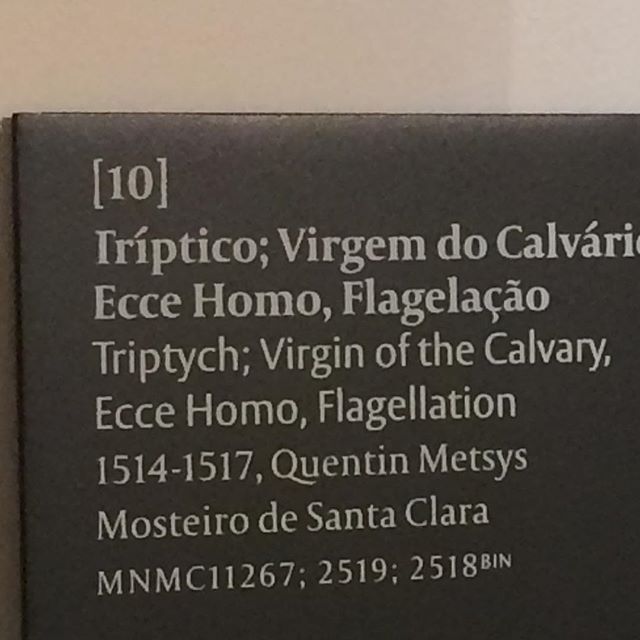 [10]
Tríptico; Virgem do Calvário
Ecce Homo, Flagelação
Triptych; Virgin of the Calvary,
Ecce Homo, Flagellation
1514-1517, Quentin Metsys
Mosteiro de Santa Clara
MNMC11267; 2519; 2518BIN